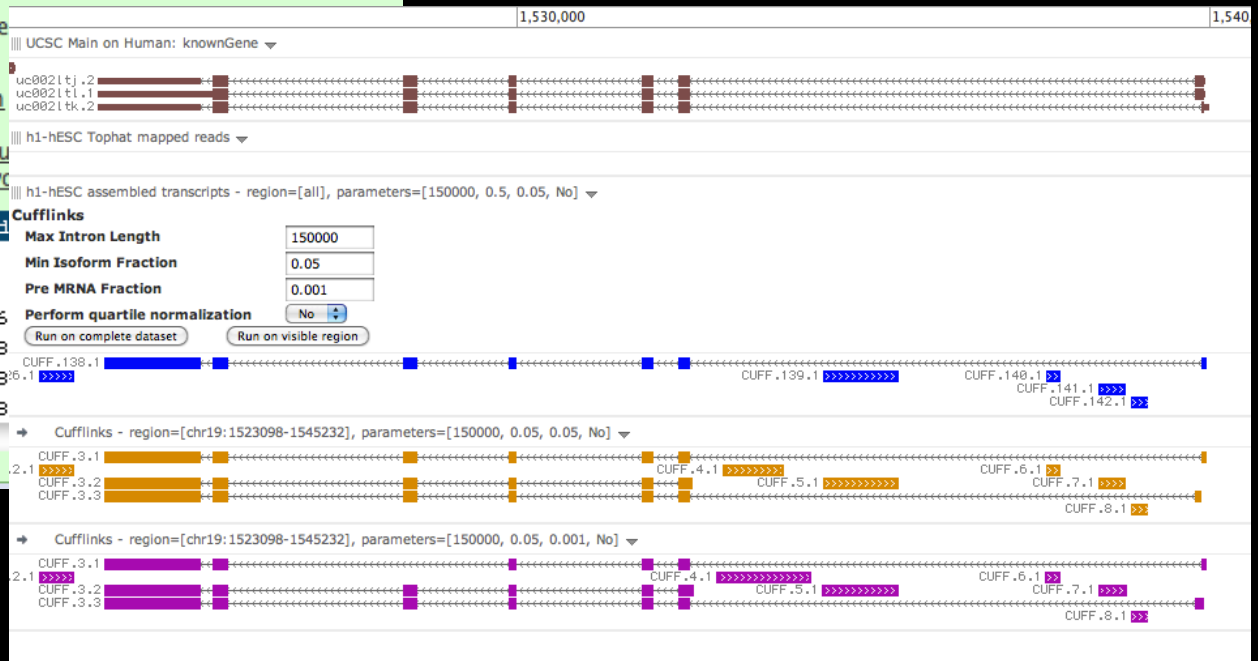 1,530,000 1,540
UCSC Main on Human: knownGene
uc002ltj.2
uc002ltl.1
uc002ltk.2
h1-hESC Tophat mapped reads
h1-hESC assembled transcripts - region=[all], parameters=[150000, 0.5, 0.05, No]
Cufflinks
Max Intron Length 150000
Min Isoform Fraction 0.05
Pre MRNA Fraction 0.001
Perform quartile normalization No
Run on complete dataset Run on visible region
CUFF.138.1
6.1 CUFF.139.1 CUFF.140.1
CUFF.141.1
CUFF.142.1
Cufflinks - region=[chr19:1523098-1545232], parameters=[150000, 0.05, 0.05, No]
CUFF.3.1
.2.1 CUFF.4.1 CUFF.6.1
CUFF.3.2 CUFF.5.1 CUFF.7.1
CUFF.3.3
CUFF.8.1
Cufflinks - region=[chr19:1523098-1545232], parameters=[150000, 0.05, 0.001, No]
CUFF.3.1
.2.1 CUFF.4.1 CUFF.6.1
CUFF.3.2 CUFF.5.1 CUFF.7.1
CUFF.3.3
CUFF.8.1